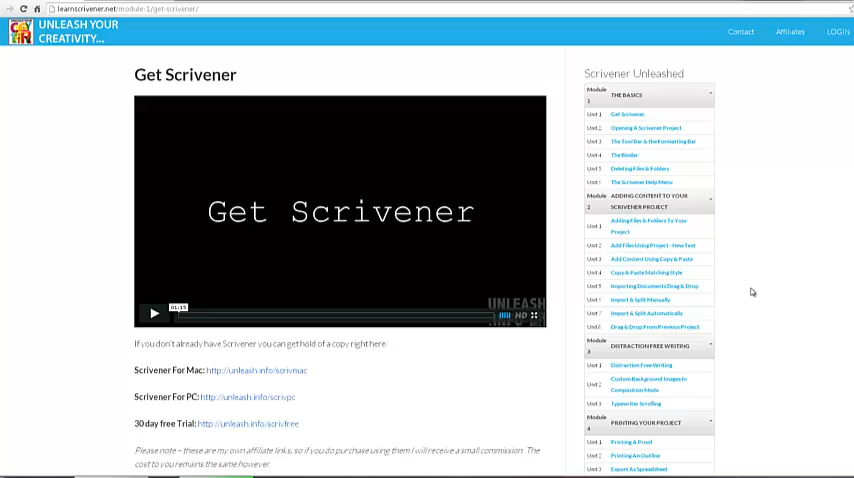 learnscrivener.net/module-1/get-scrivener/
UNLEASH YOUR
CREATIVITY...
Contact
Affiliates
LOGIN
Get Scrivener
Get Scrivener
01:15
UNLEASH
HD
If you don't already have Scrivener you can get hold of a copy right here:
Scrivener For Mac: http://unleash.info/scrivmac
Scrivener For PC: http://unleash.info/scrivpc
30 day free Trial: http://unleash.info/scrivfree
Please note – these are my own affiliate links, so if you do purchase using them I will receive a small commission. The
cost to you remains the same however
Scrivener Unleashed
Module 1 THE BASICS
Unit 1 Get Scrivener
Unit 2 Opening A Scrivener Project
Unit 3 The Tool Bar & the Formatting Bar
Unit 4 The Binder
Unit 5 Deleting Files & Folders
Unit 6 The Scrivener Help Menu
Module 2 ADDING CONTENT TO YOUR
SCRIVENER PROJECT
Unit 1 Adding Files & Folders To Your
Project
Unit 2 Add Files Using Project - New Text
Unit 3 Add Content Using Copy & Paste
Unit 4 Copy & Paste Matching Style
Unit 5 Importing Documents Drag & Drop
Unit 6 Import & Split Manually
Unit 7 Import & Split Automatically
Unit 8 Drag & Drop From Previous Project
Module 3 DISTRACTION FREE WRITING
Unit 1 Distraction Free Writing
Unit 2 Custom Background Images In
Composition Mode
Unit 3 Typewriter Scrolling
Module 4 PRINTING YOUR PROJECT
Unit 1 Printing A Proof
Unit 2 Printing An Outline
Unit 3 Export As Spreadsheet